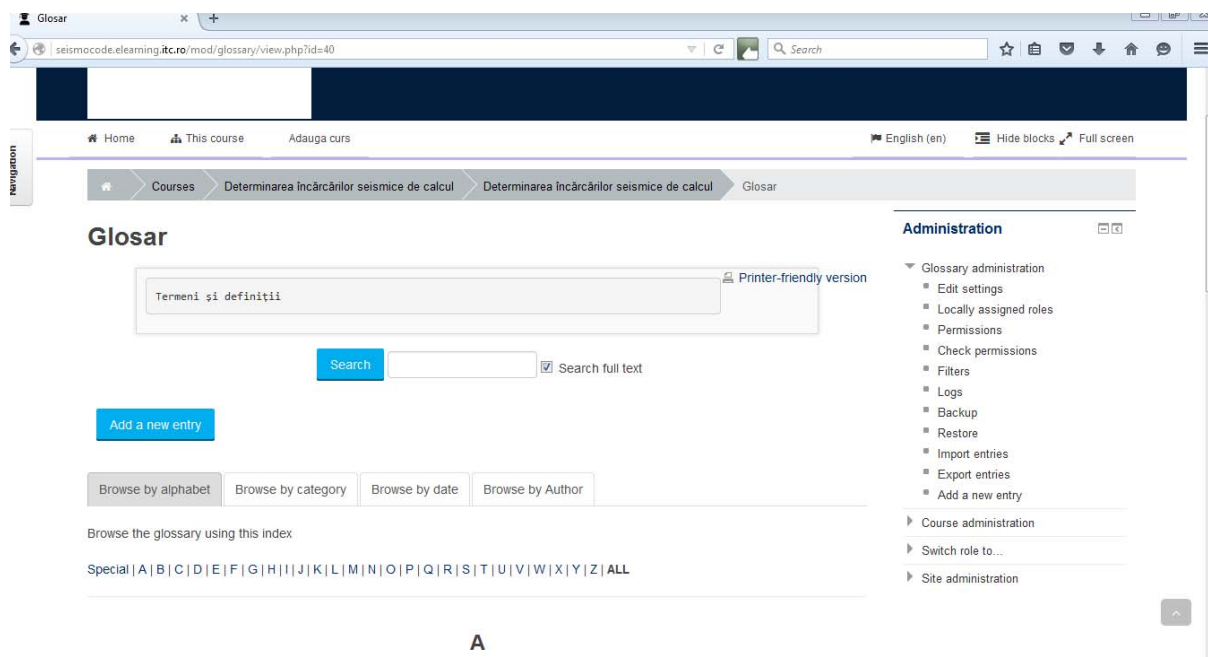 Glosar
seismocode.elearning.itc.ro/mod/glossary/view.php?id=40
Search
Navigation
Home This course Adauga curs English (en) Hide blocks Full screen
Courses Determinarea încărcărilor seismice de calcul Determinarea încărcărilor seismice de calcul Glosar
Glosar
Printer-friendly version
Termeni şi definiţii
Search Search full text
Add a new entry
Browse by alphabet Browse by category Browse by date Browse by Author
Browse the glossary using this index
Special | A | B | C | D | E | F | G | H | I | J | K | L | M | N | O | P | Q | R | S | T | U | V | W | X | Y | Z | ALL
A
Administration
Glossary administration
Edit settings
Locally assigned roles
Permissions
Check permissions
Filters
Logs
Backup
Restore
Import entries
Export entries
Add a new entry
Course administration
Switch role to...
Site administration